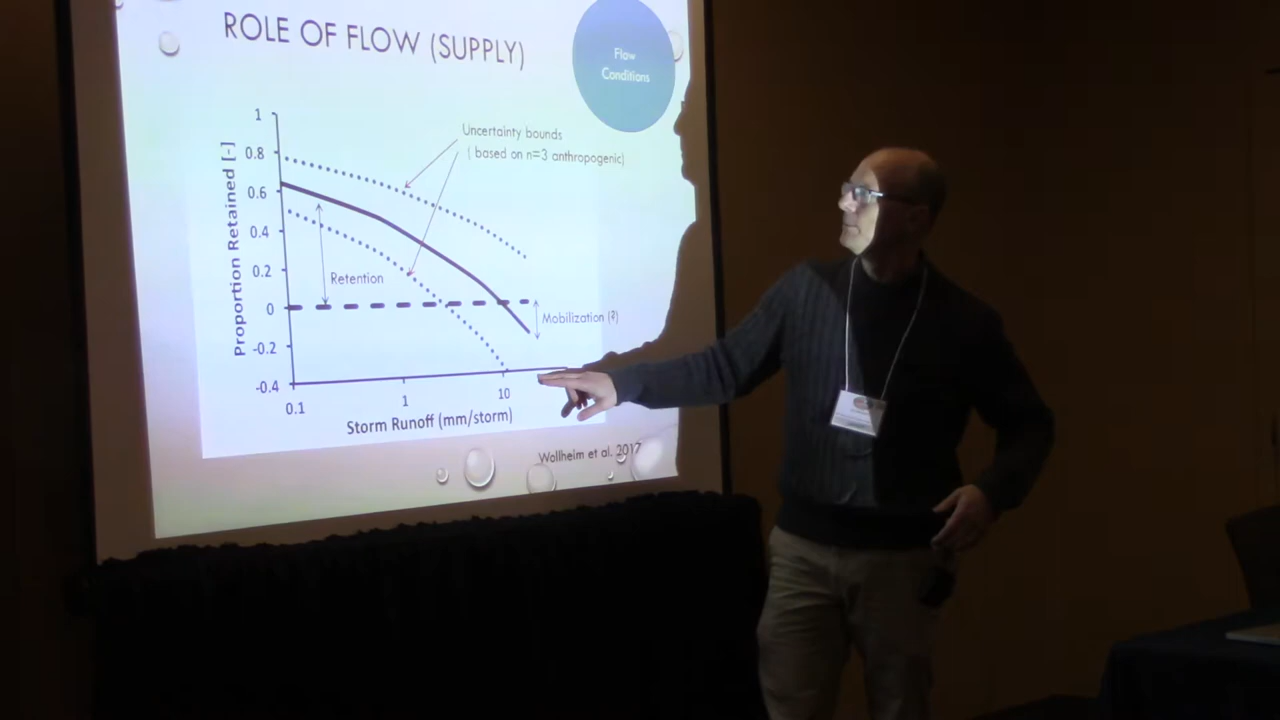 ROLE OF FLOW (SUPPLY)
Flow
Conditions
Uncertainty bounds
( based on n=3 anthropogenic)
Proportion Retained [-]
1
0.8
0.6
0.4
0.2
0
-0.2
-0.4
Retention
Mobilization (?)
0.1
1
10
Storm Runoff (mm/storm)
Wollheim et al. 2017